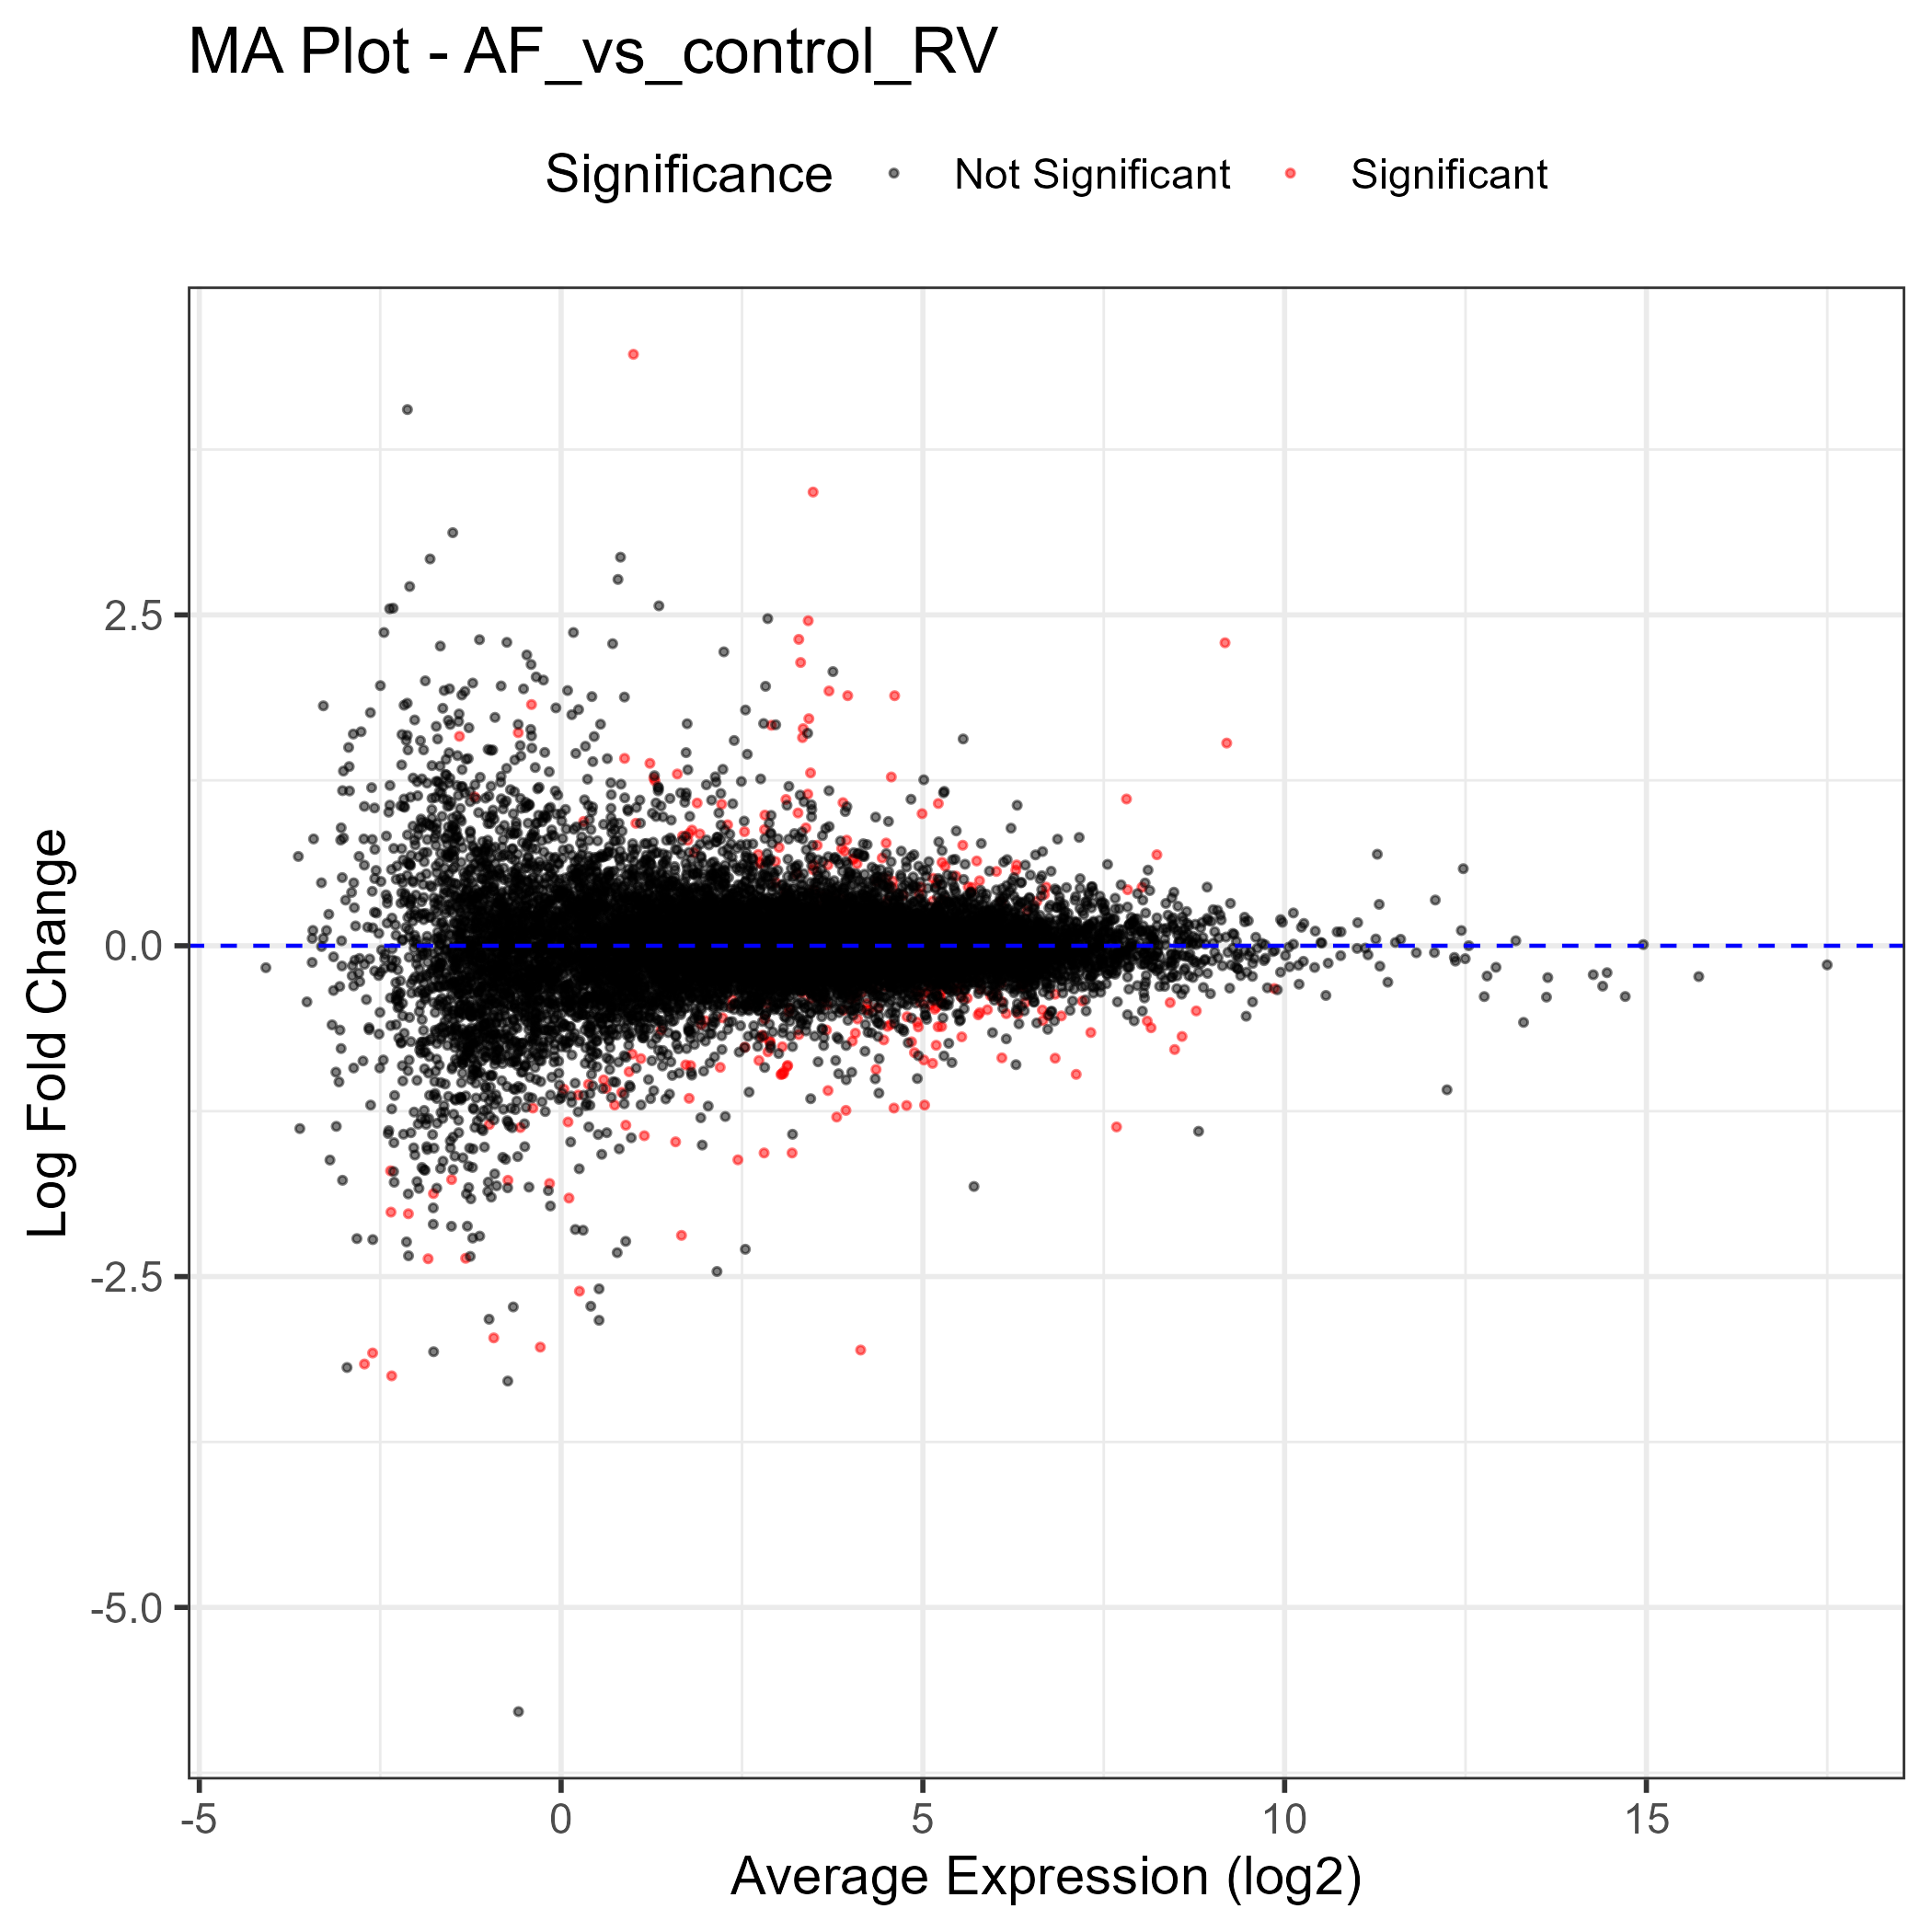 MA Plot - AF_vs_control_RV
Significance Not Significant Significant
Log Fold Change
2.5
0.0
-2.5
-5.0
-5 0 5 10 15
Average Expression (log2)